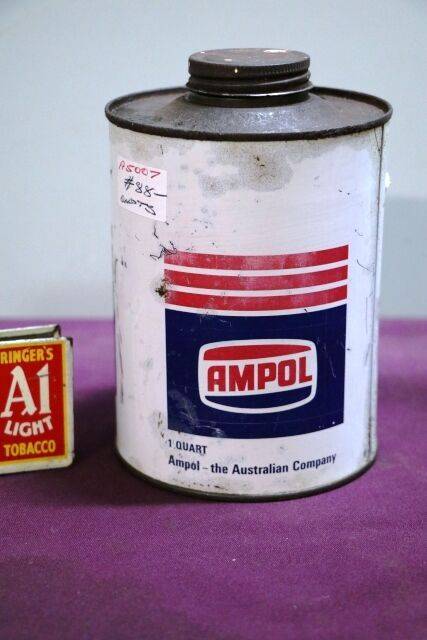 A5007
#88-
AMPOL
1 QUART
Ampol - the Australian Company
RINGER'S
A1
LIGHT
TOBACCO